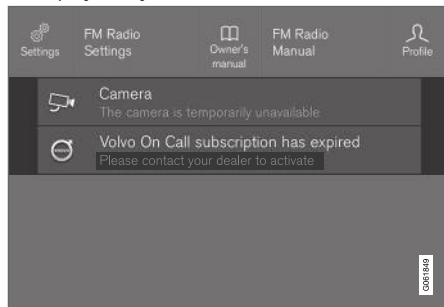 Settings
FM Radio
Settings
Owner's
manual
FM Radio
Manual
Profile
Camera
The camera is temporarily unavailable
Volvo On Call subscription has expired
Please contact your dealer to activate
G061849